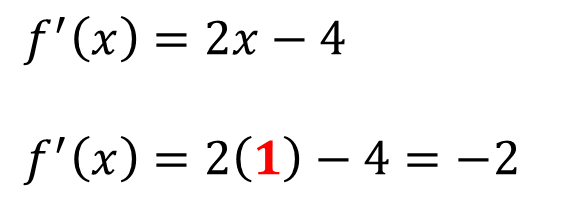 f′(x) = 2x − 4
f′(x) = 2(1) − 4 = −2